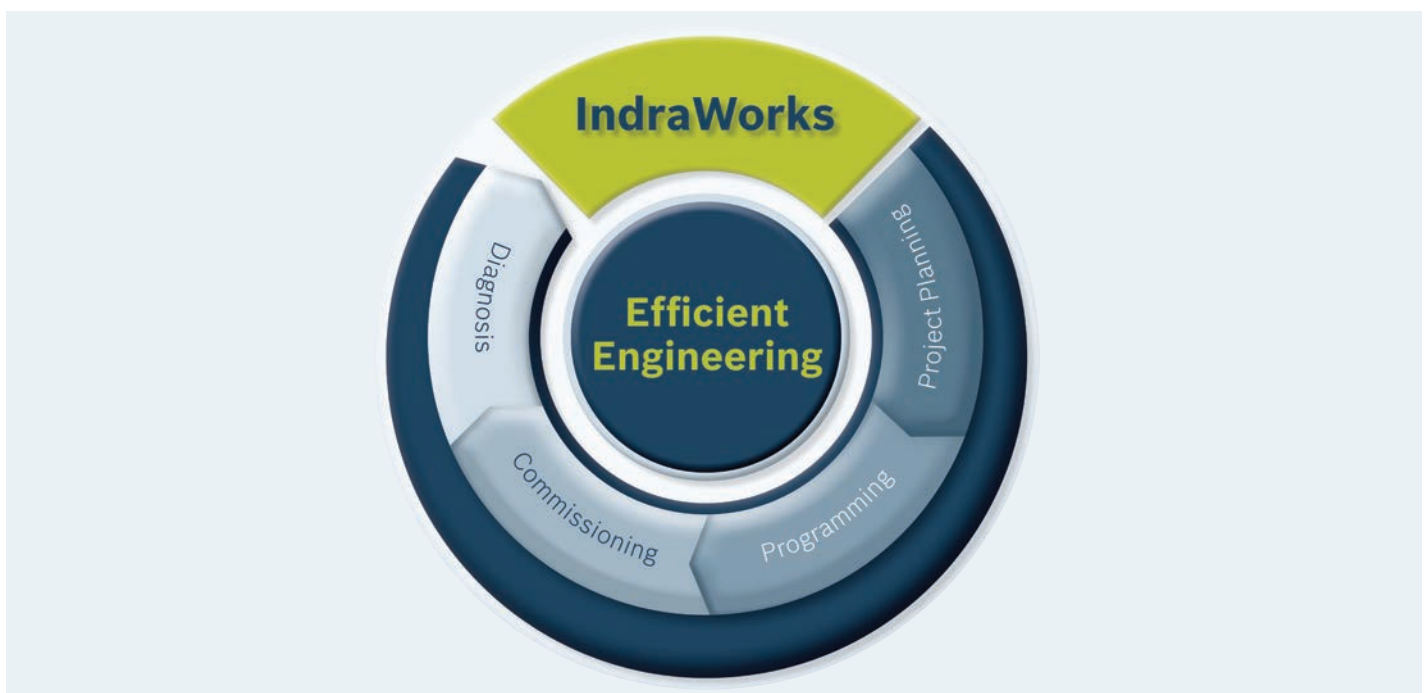 IndraWorks
Efficient
Engineering
Project Planning
Programming
Commissioning
Diagnosis